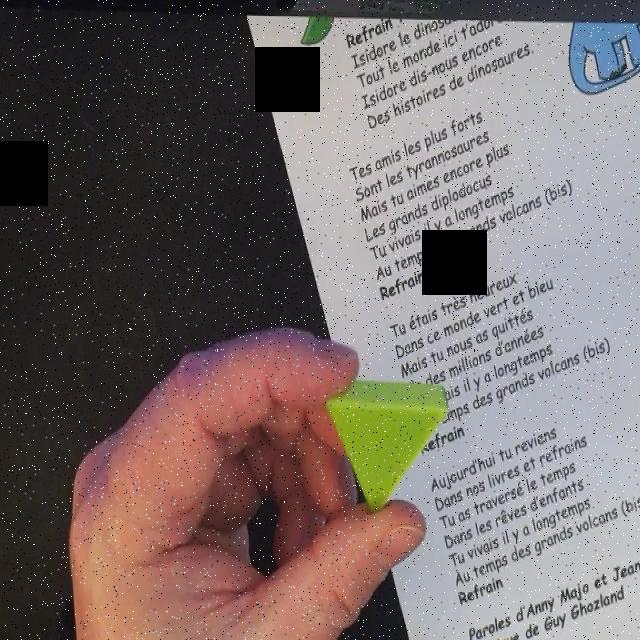 Refrain
Isidore le dinosaure
Tout le monde ici t'adore
Isidore dis-nous encore
Des histoires de dinosaures.
Tes amis les plus forts
Sont les tyrannosaures
Mais tu aimes encore plus
Les grands diplodocus
Tu vivais il y a longtemps
Au temps des grands volcans (bis)
Refrain
Tu étais très heureux
Dans ce monde vert et bleu
Mais tu nous as quittés
des millions d'années
il y a longtemps
temps des grands volcans (bis)
Refrain
Aujourd'hui tu reviens
Dans nos livres et refrains
Tu as traversé le temps
Dans les rêves d'enfants
Tu vivais il y a longtemps
Au temps des grands volcans (bis
Refrain
Paroles d'Anny Majo et Jean
de Guy Ghozland